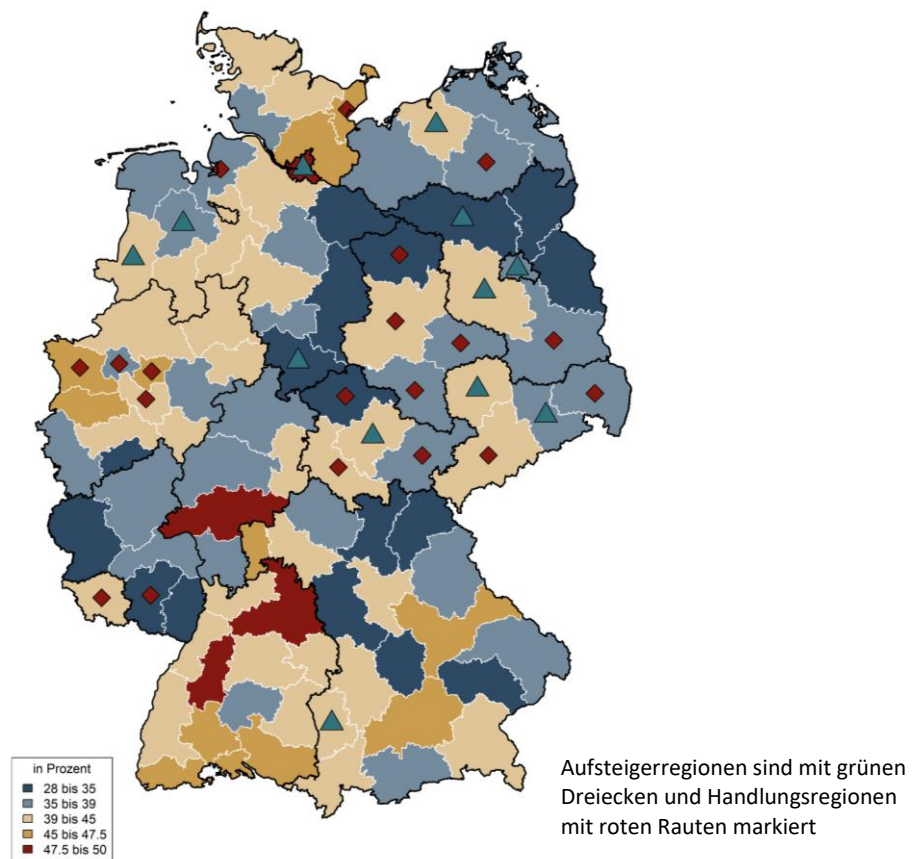 in Prozent
28 bis 35
35 bis 39
39 bis 45
45 bis 47.5
47.5 bis 50
Aufsteigerregionen sind mit grünen
Dreiecken und Handlungsregionen
mit roten Rauten markiert